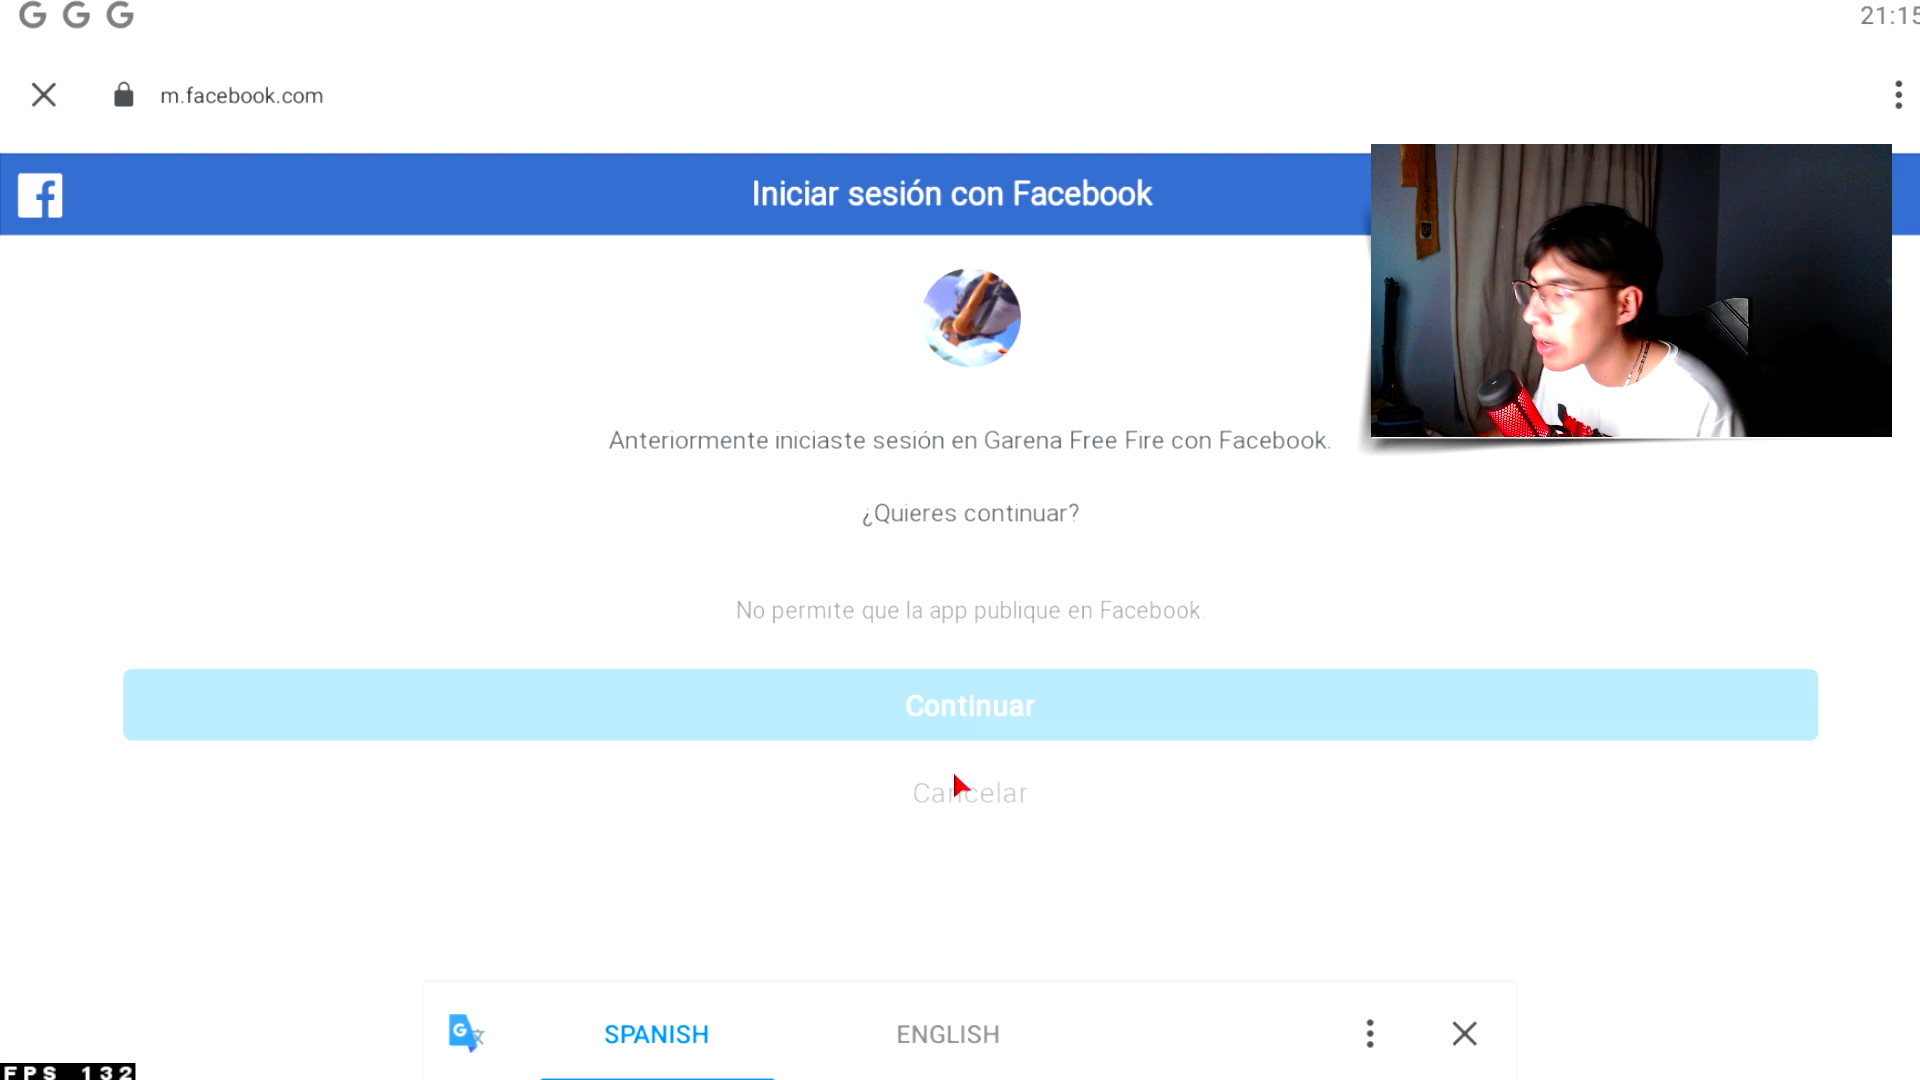 G G G
21:15
m.facebook.com
Iniciar sesión con Facebook
Anteriormente iniciaste sesión en Garena Free Fire con Facebook.
¿Quieres continuar?
No permite que la app publique en Facebook.
Continuar
Cancelar
SPANISH
ENGLISH
FPS 132